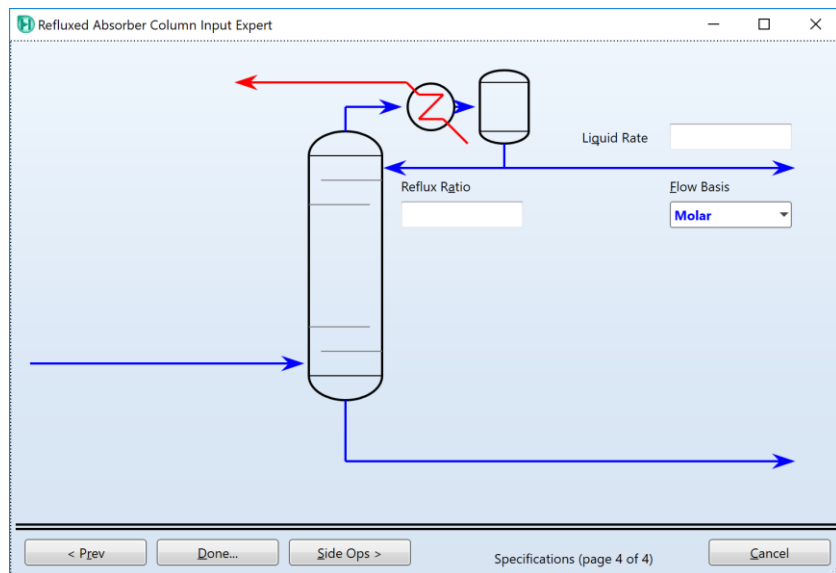 Refluxed Absorber Column Input Expert
Liquid Rate
Reflux Ratio
Flow Basis
Molar
< Prev
Done...
Side Ops >
Specifications (page 4 of 4)
Cancel